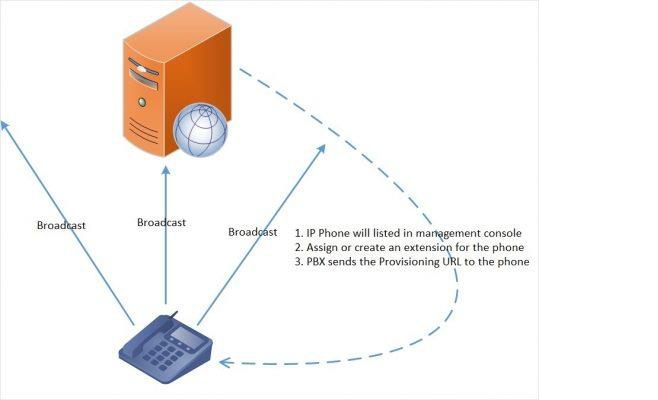 Broadcast
Broadcast
Broadcast
1. IP Phone will listed in management console
2. Assign or create an extension for the phone
3. PBX sends the Provisioning URL to the phone